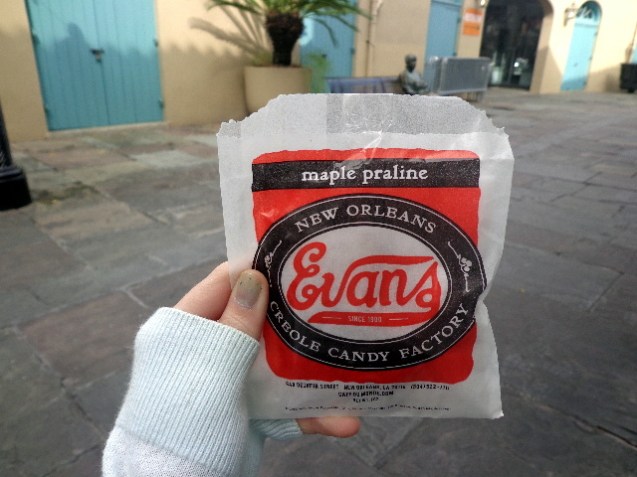 maple praline
NEW ORLEANS
Evans
SINCE 1900
CREOLE CANDY FACTORY